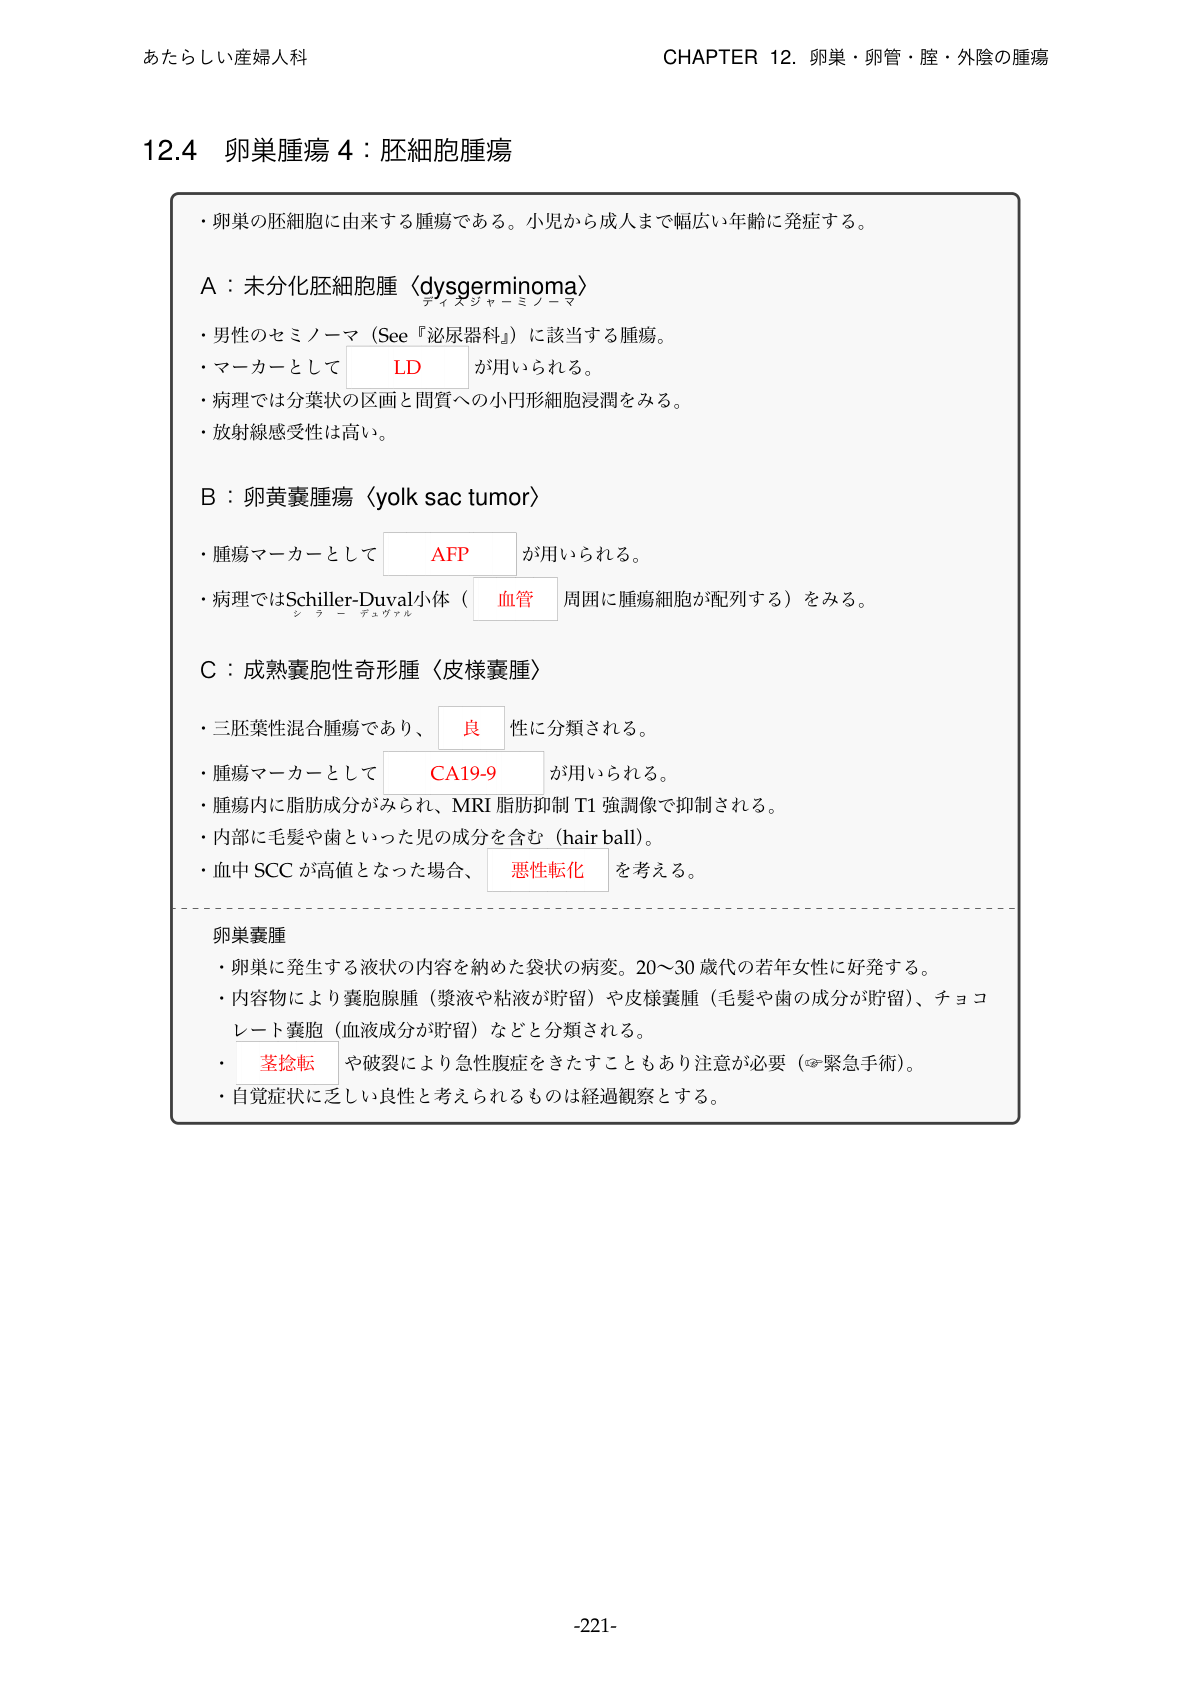 あたらしい産婦人科
CHAPTER 12. 卵巣・卵管・腟・外陰の腫瘍
12.4 卵巣腫瘍 4：胚細胞腫瘍
・卵巣の胚細胞に由来する腫瘍である。小児から成人まで幅広い年齢に発症する。
A：未分化胚細胞腫〈dysgerminoma〉
ディスジャーミノーマ
・男性のセミノーマ（See『泌尿器科』）に該当する腫瘍。
・マーカーとして LD が用いられる。
・病理では分葉状の区画と間質への小円形細胞浸潤をみる。
・放射線感受性は高い。
B：卵黄嚢腫瘍〈yolk sac tumor〉
・腫瘍マーカーとして AFP が用いられる。
・病理ではSchiller-Duval小体（ 血管 周囲に腫瘍細胞が配列する）をみる。
シラー デュヴァル
C：成熟嚢胞性奇形腫〈皮様嚢腫〉
・三胚葉性混合腫瘍であり、 良 性に分類される。
・腫瘍マーカーとして CA19-9 が用いられる。
・腫瘍内に脂肪成分がみられ、MRI 脂肪抑制 T1 強調像で抑制される。
・内部に毛髪や歯といった児の成分を含む（hair ball）。
・血中 SCC が高値となった場合、 悪性転化 を考える。
卵巣嚢腫
・卵巣に発生する液状の内容を納めた袋状の病変。20〜30 歳代の若年女性に好発する。
・内容物により嚢胞腺腫（漿液や粘液が貯留）や皮様嚢腫（毛髪や歯の成分が貯留）、チョコ
レート嚢胞（血液成分が貯留）などと分類される。
・ 茎捻転 や破裂により急性腹症をきたすこともあり注意が必要（☞緊急手術）。
・自覚症状に乏しい良性と考えられるものは経過観察とする。
-221-